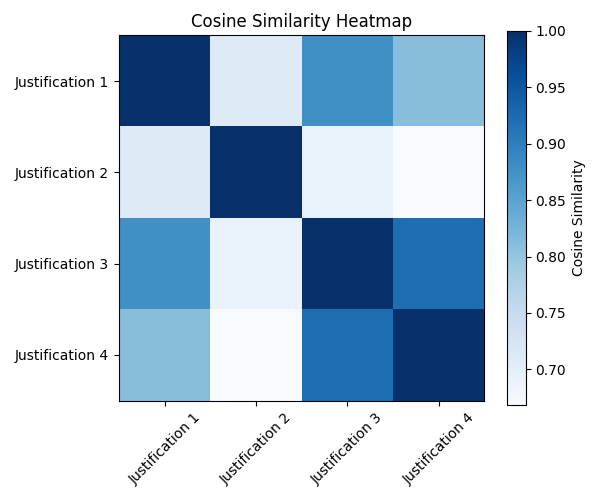 Cosine Similarity Heatmap
Justification 1
Justification 2
Justification 3
Justification 4
Justification 1
Justification 2
Justification 3
Justification 4
1.00
0.95
0.90
0.85
0.80
0.75
0.70
Cosine Similarity